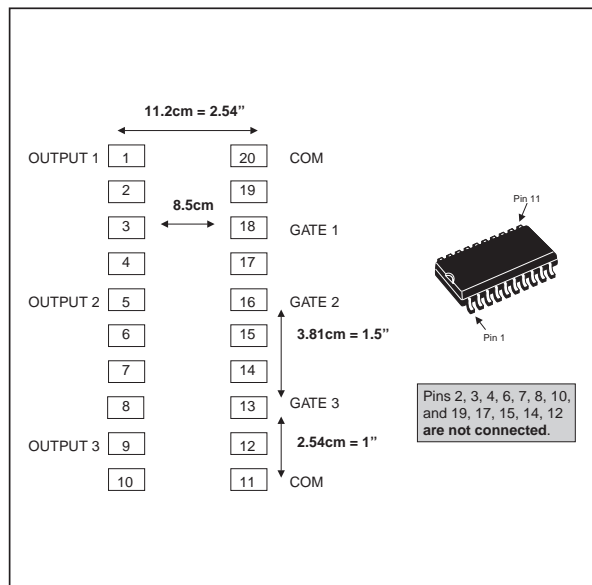 11.2cm = 2.54”
OUTPUT 1 1 20 COM
2 19
8.5cm
3 18 GATE 1
4 17
OUTPUT 2 5 16 GATE 2
6 15
3.81cm = 1.5”
7 14
8 13 GATE 3
OUTPUT 3 9 12 2.54cm = 1”
10 11 COM
Pin 11
Pin 1
Pins 2, 3, 4, 6, 7, 8, 10,
and 19, 17, 15, 14, 12
are not connected.